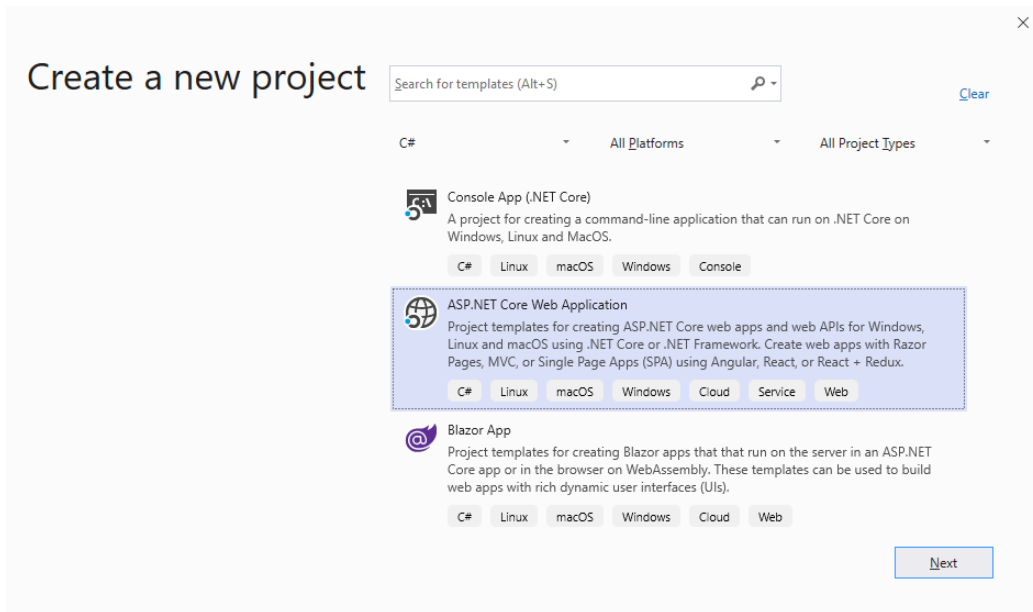 Create a new project
Search for templates (Alt+S)
Clear
C#
All Platforms
All Project Types
C:\
Console App (.NET Core)
A project for creating a command-line application that can run on .NET Core on
Windows, Linux and MacOS.
C# Linux macOS Windows Console
ASP.NET Core Web Application
Project templates for creating ASP.NET Core web apps and web APIs for Windows,
Linux and macOS using .NET Core or .NET Framework. Create web apps with Razor
Pages, MVC, or Single Page Apps (SPA) using Angular, React, or React + Redux.
C# Linux macOS Windows Cloud Service Web
@
Blazor App
Project templates for creating Blazor apps that that run on the server in an ASP.NET
Core app or in the browser on WebAssembly. These templates can be used to build
web apps with rich dynamic user interfaces (UIs).
C# Linux macOS Windows Cloud Web
Next